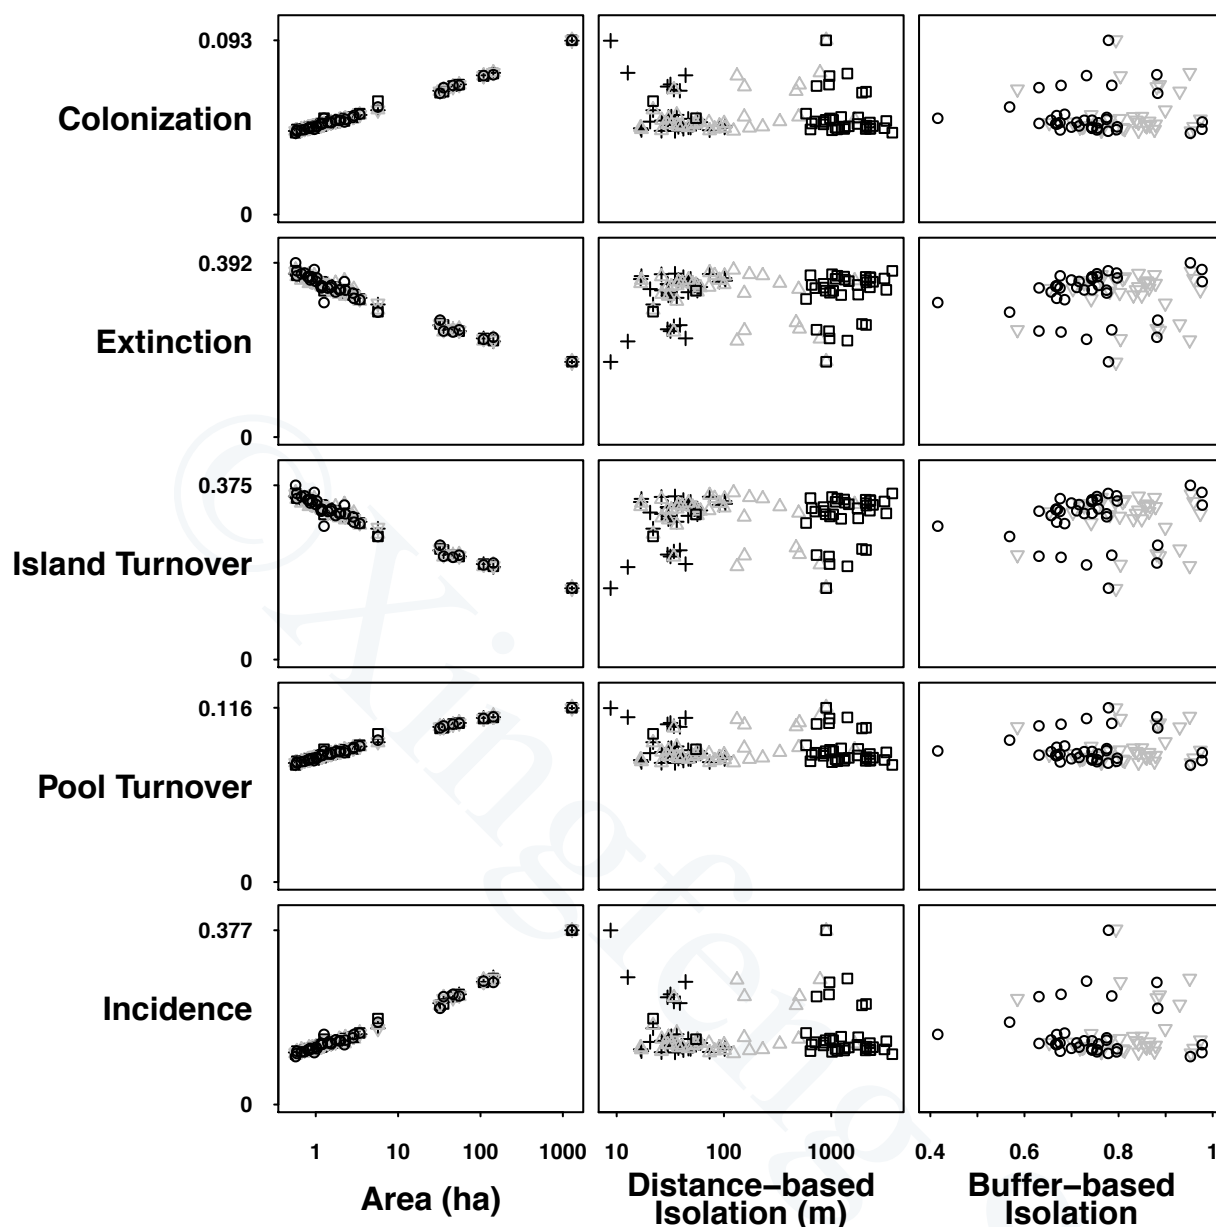 0.093
Colonization
0
0.392
Extinction
0
0.375
Island Turnover
0
0.116
Pool Turnover
0
0.377
Incidence
0
1 10 100 1000 10 100 1000 0.4 0.6 0.8 1
Area (ha)
Distance−based
Isolation (m)
Buffer−based
Isolation
©Xingfeng